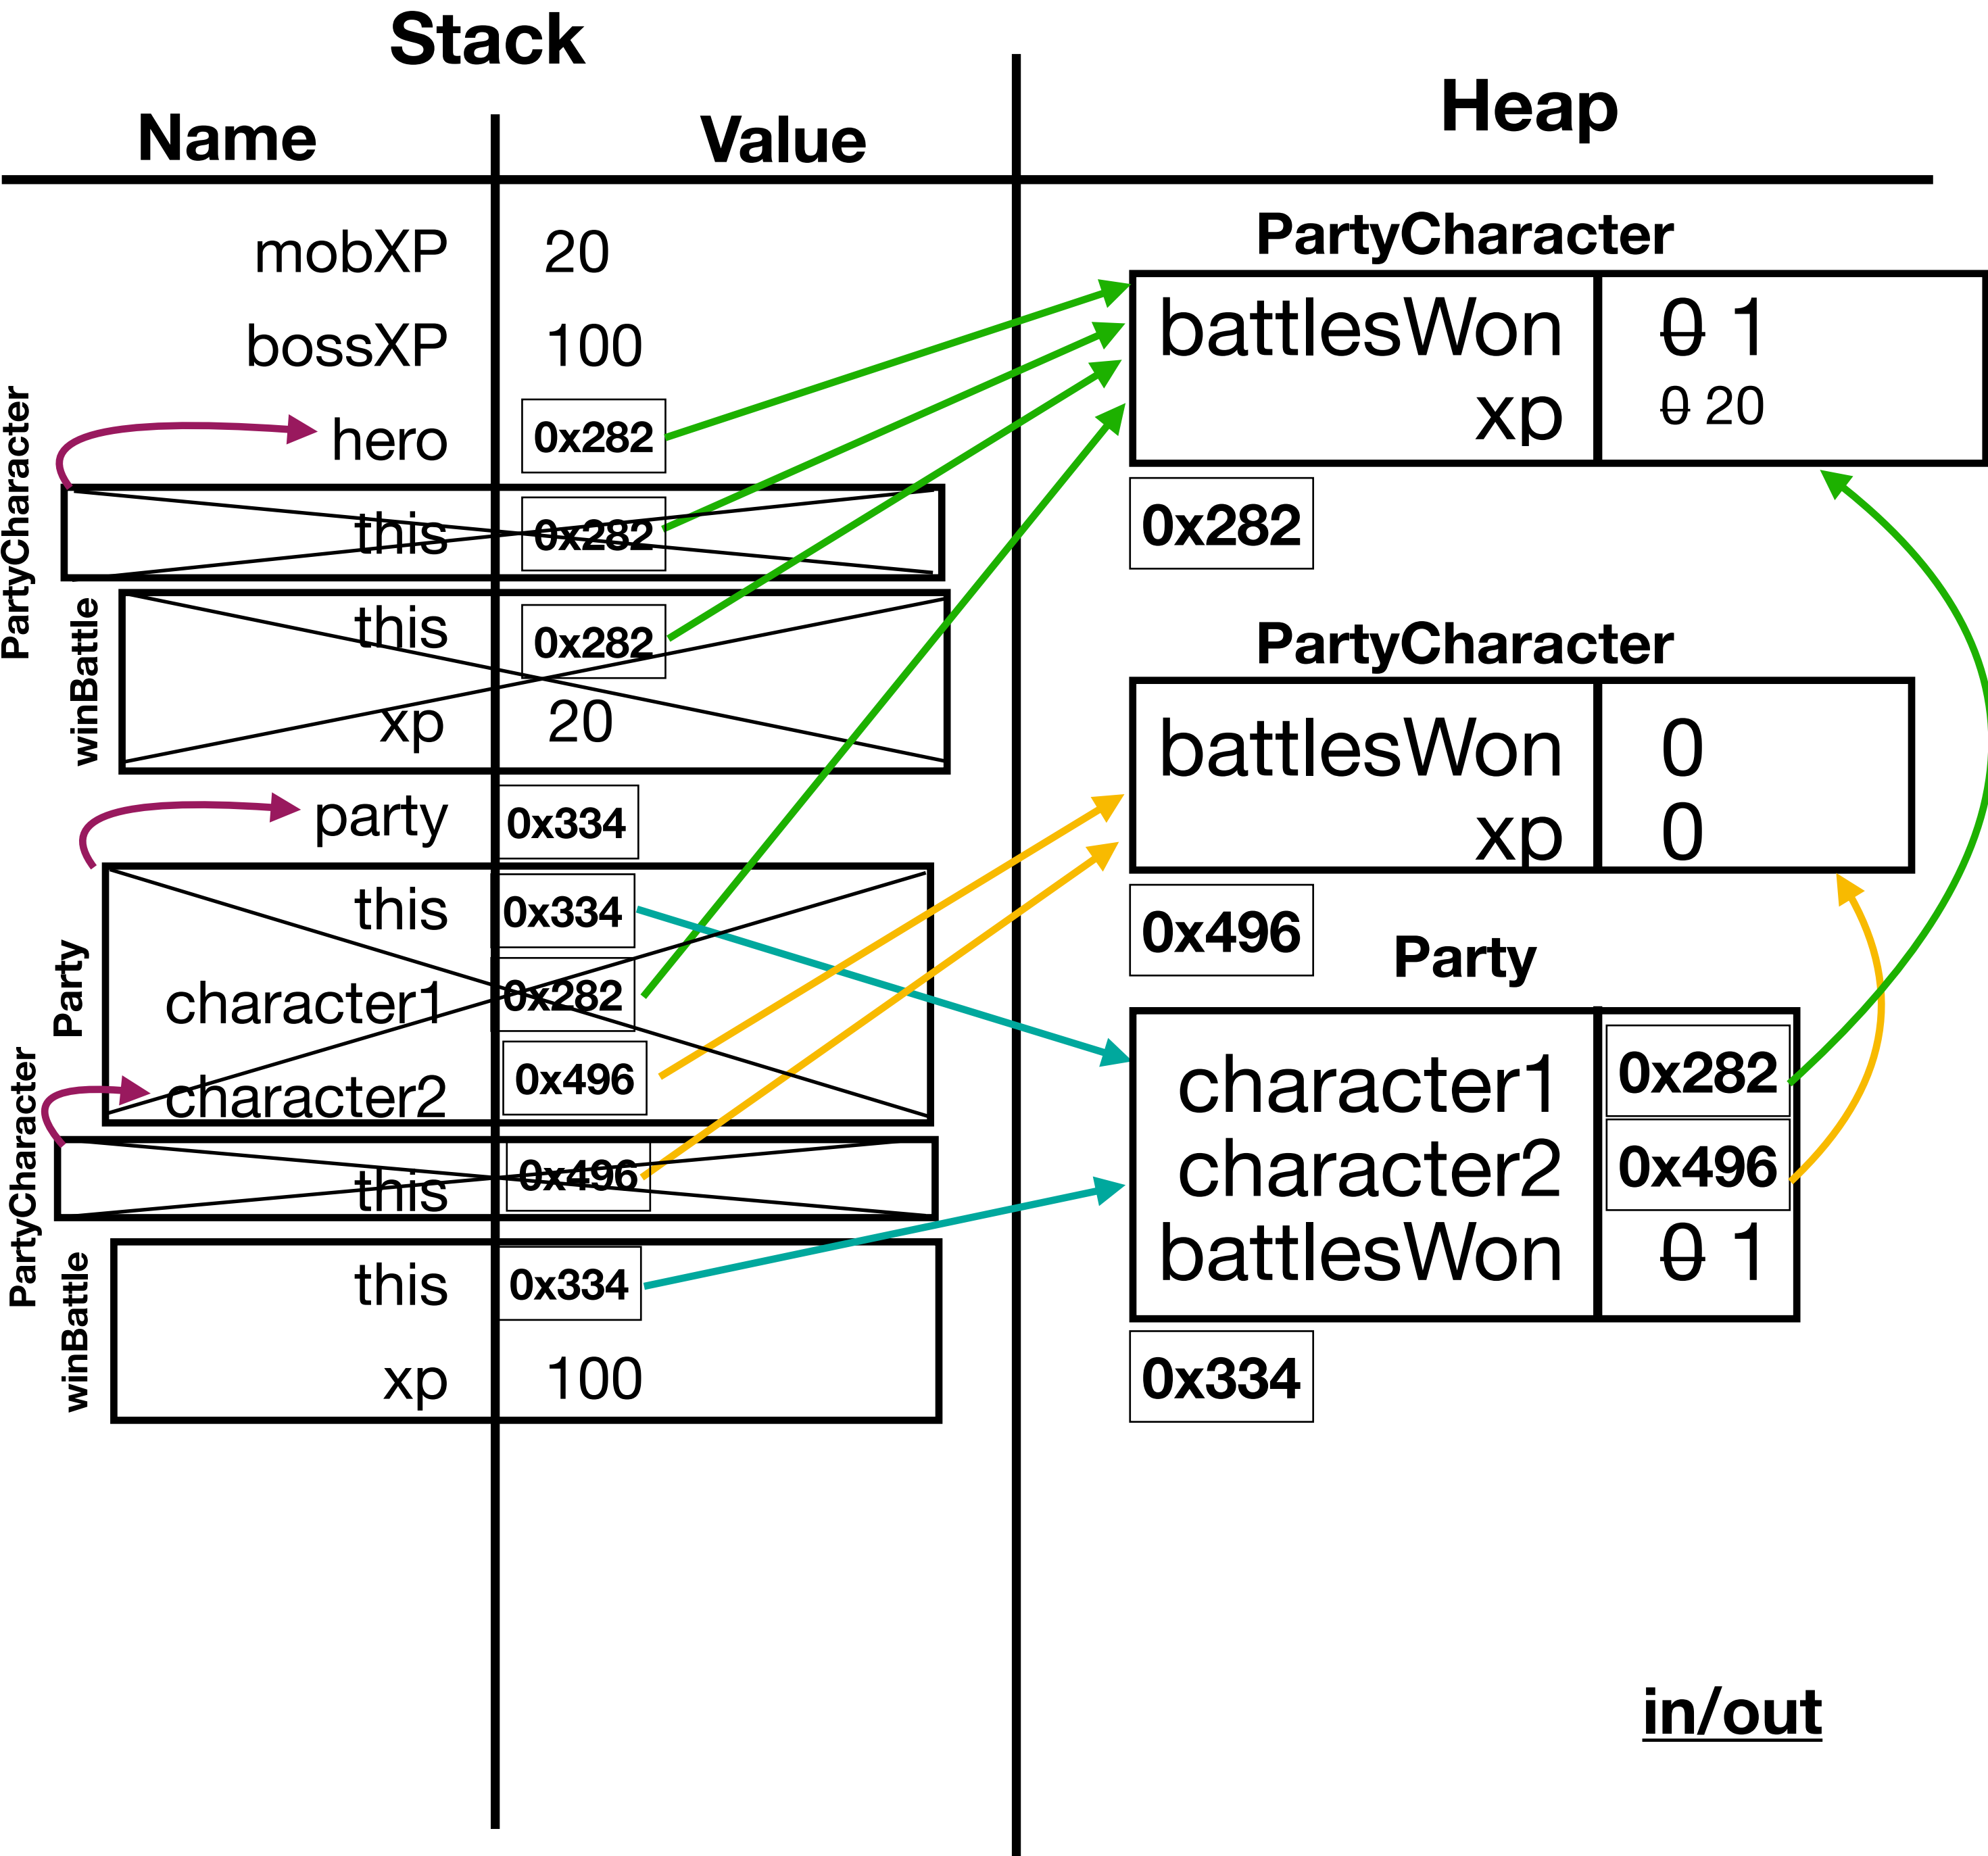 Stack
Heap
Name
Value
mobXP 20
bossXP 100
hero 0x282
PartyCharacter
this 0x282
winBattle
this 0x282
xp 20
party 0x334
Party
this 0x334
character1 0x282
character2 0x496
PartyCharacter
this 0x496
winBattle
this 0x334
xp 100
PartyCharacter
battlesWon 0 1
xp 0 20
0x282
PartyCharacter
battlesWon 0
xp 0
0x496
Party
character1 0x282
character2 0x496
battlesWon 0 1
0x334
in/out